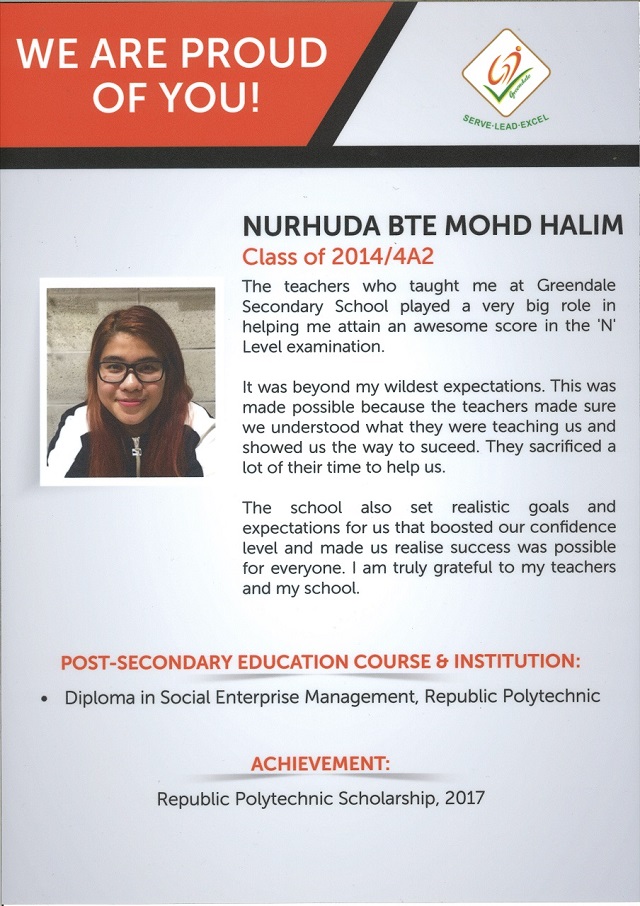 WE ARE PROUD
OF YOU!
Greendale
SERVE·LEAD·EXCEL
NURHUDA BTE MOHD HALIM
Class of 2014/4A2
The teachers who taught me at Greendale
Secondary School played a very big role in
helping me attain an awesome score in the 'N'
Level examination.
It was beyond my wildest expectations. This was
made possible because the teachers made sure
we understood what they were teaching us and
showed us the way to suceed. They sacrificed a
lot of their time to help us.
The school also set realistic goals and
expectations for us that boosted our confidence
level and made us realise success was possible
for everyone. I am truly grateful to my teachers
and my school.
POST-SECONDARY EDUCATION COURSE & INSTITUTION:
• Diploma in Social Enterprise Management, Republic Polytechnic
ACHIEVEMENT:
Republic Polytechnic Scholarship, 2017